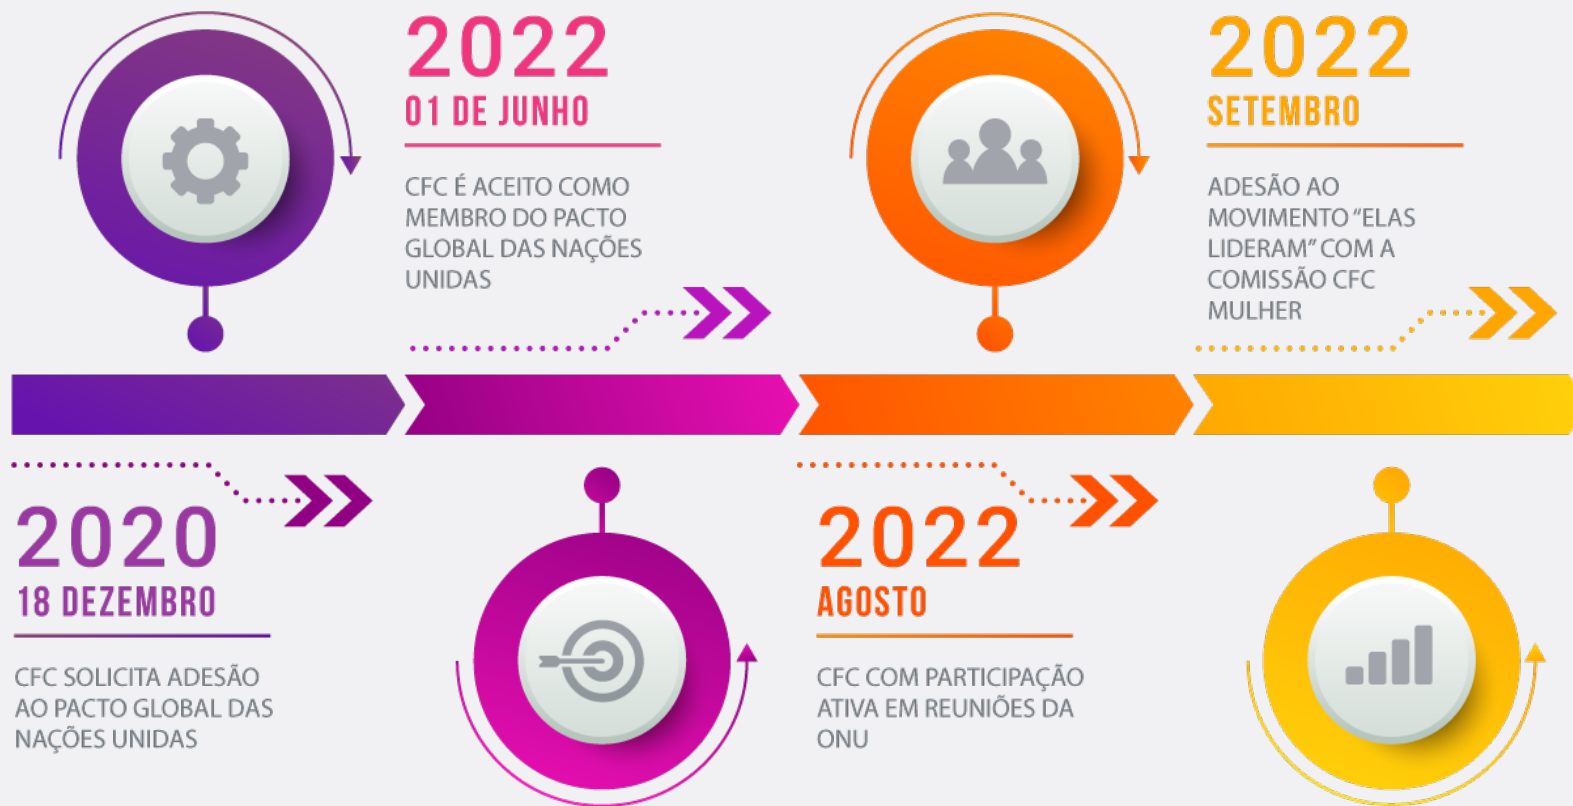 2022
01 DE JUNHO
CFC É ACEITO COMO
MEMBRO DO PACTO
GLOBAL DAS NAÇÕES
UNIDAS
2022
SETEMBRO
ADESÃO AO
MOVIMENTO “ELAS
LIDERAM” COM A
COMISSÃO CFC
MULHER
2020
18 DEZEMBRO
CFC SOLICITA ADESÃO
AO PACTO GLOBAL DAS
NAÇÕES UNIDAS
2022
AGOSTO
CFC COM PARTICIPAÇÃO
ATIVA EM REUNIÕES DA
ONU